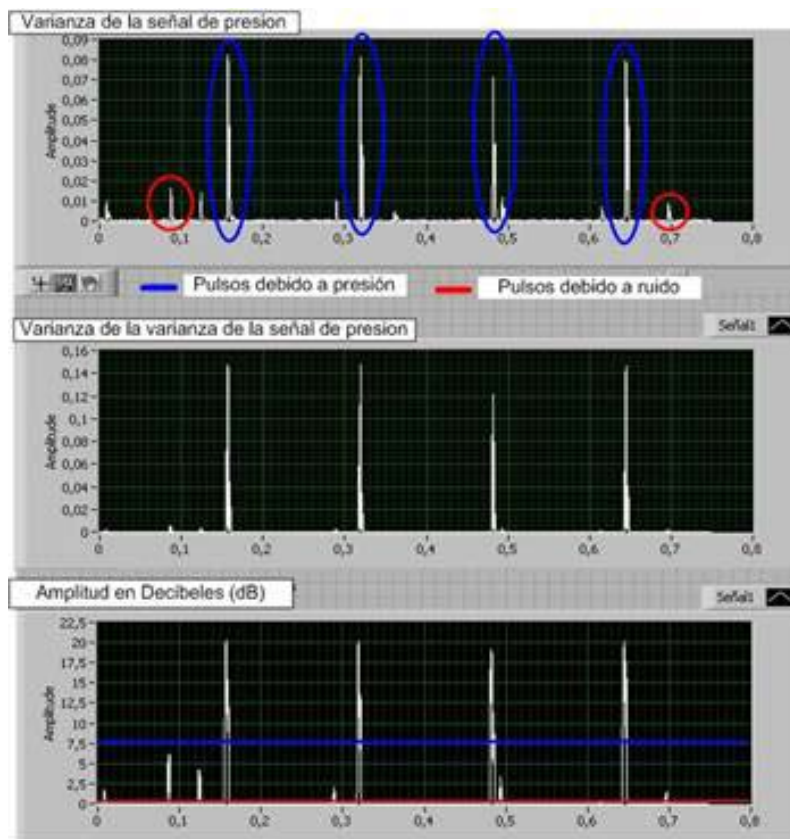 Varianza de la señal de presion
0,09
0,08
0,07
0,06
0,05
0,04
0,03
0,02
0,01
0
Amplitude
0 0,1 0,2 0,3 0,4 0,5 0,6 0,7 0,8
Pulsos debido a presión
Pulsos debido a ruido
Varianza de la varianza de la señal de presion
Señal1
0,16
0,14
0,12
0,1
0,08
0,06
0,04
0,02
0
Amplitude
0 0,1 0,2 0,3 0,4 0,5 0,6 0,7 0,8
Amplitud en Decibeles (dB)
Señal1
22,5
20
17,5
15
12,5
10
7,5
5
2,5
0
Amplitude
0 0,1 0,2 0,3 0,4 0,5 0,6 0,7 0,8